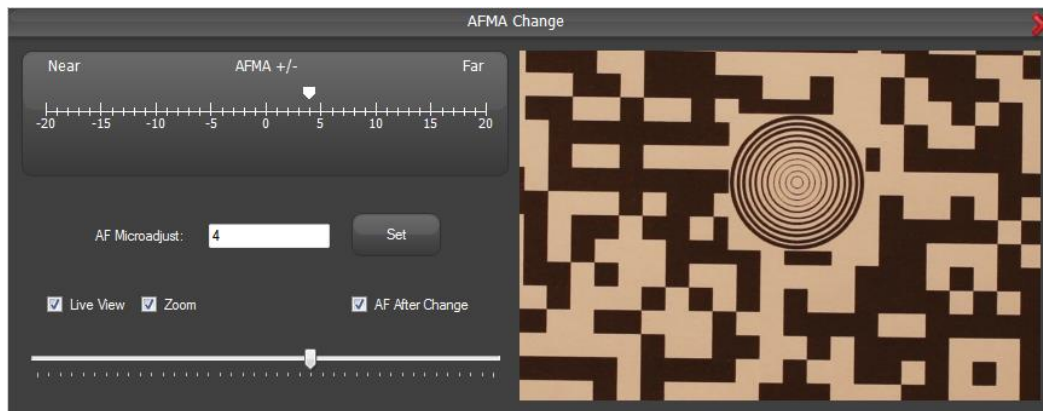 AFMA Change
Near AFMA +/- Far
-20 -15 -10 -5 0 5 10 15 20
AF Microadjust: 4 Set
Live View Zoom AF After Change